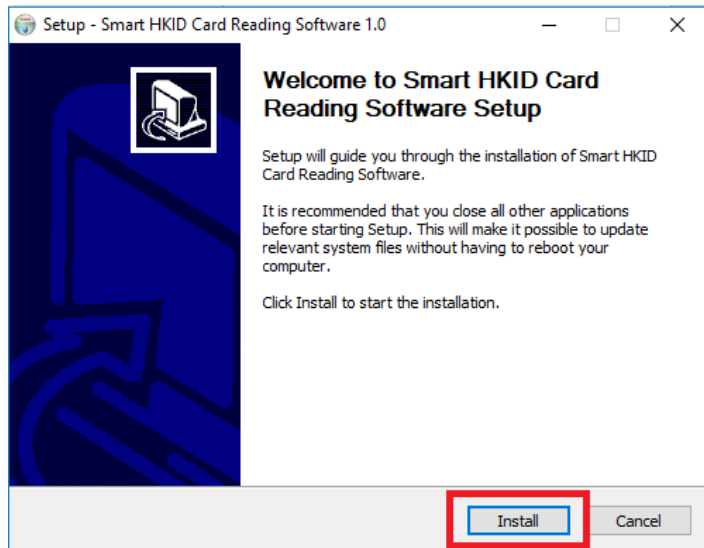 Setup - Smart HKID Card Reading Software 1.0
Welcome to Smart HKID Card
Reading Software Setup
Setup will guide you through the installation of Smart HKID
Card Reading Software.
It is recommended that you close all other applications
before starting Setup. This will make it possible to update
relevant system files without having to reboot your
computer.
Click Install to start the installation.
Install Cancel